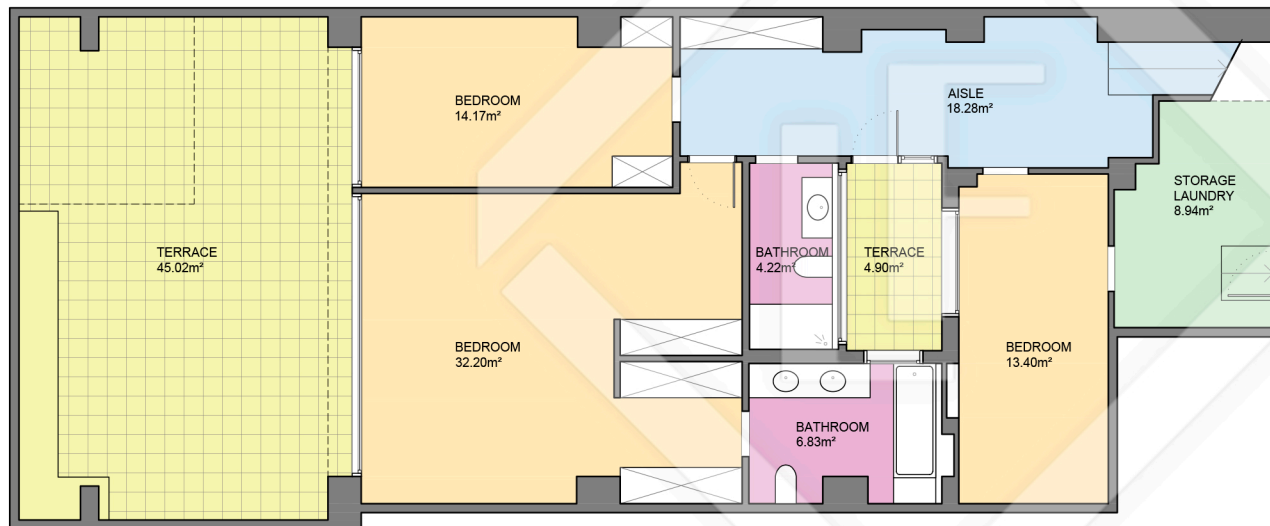 BEDROOM
14.17m²
AISLE
18.28m²
STORAGE
LAUNDRY
8.94m²
TERRACE
45.02m²
BATHROOM
4.22m²
TERRACE
4.90m²
BEDROOM
32.20m²
BEDROOM
13.40m²
BATHROOM
6.83m²